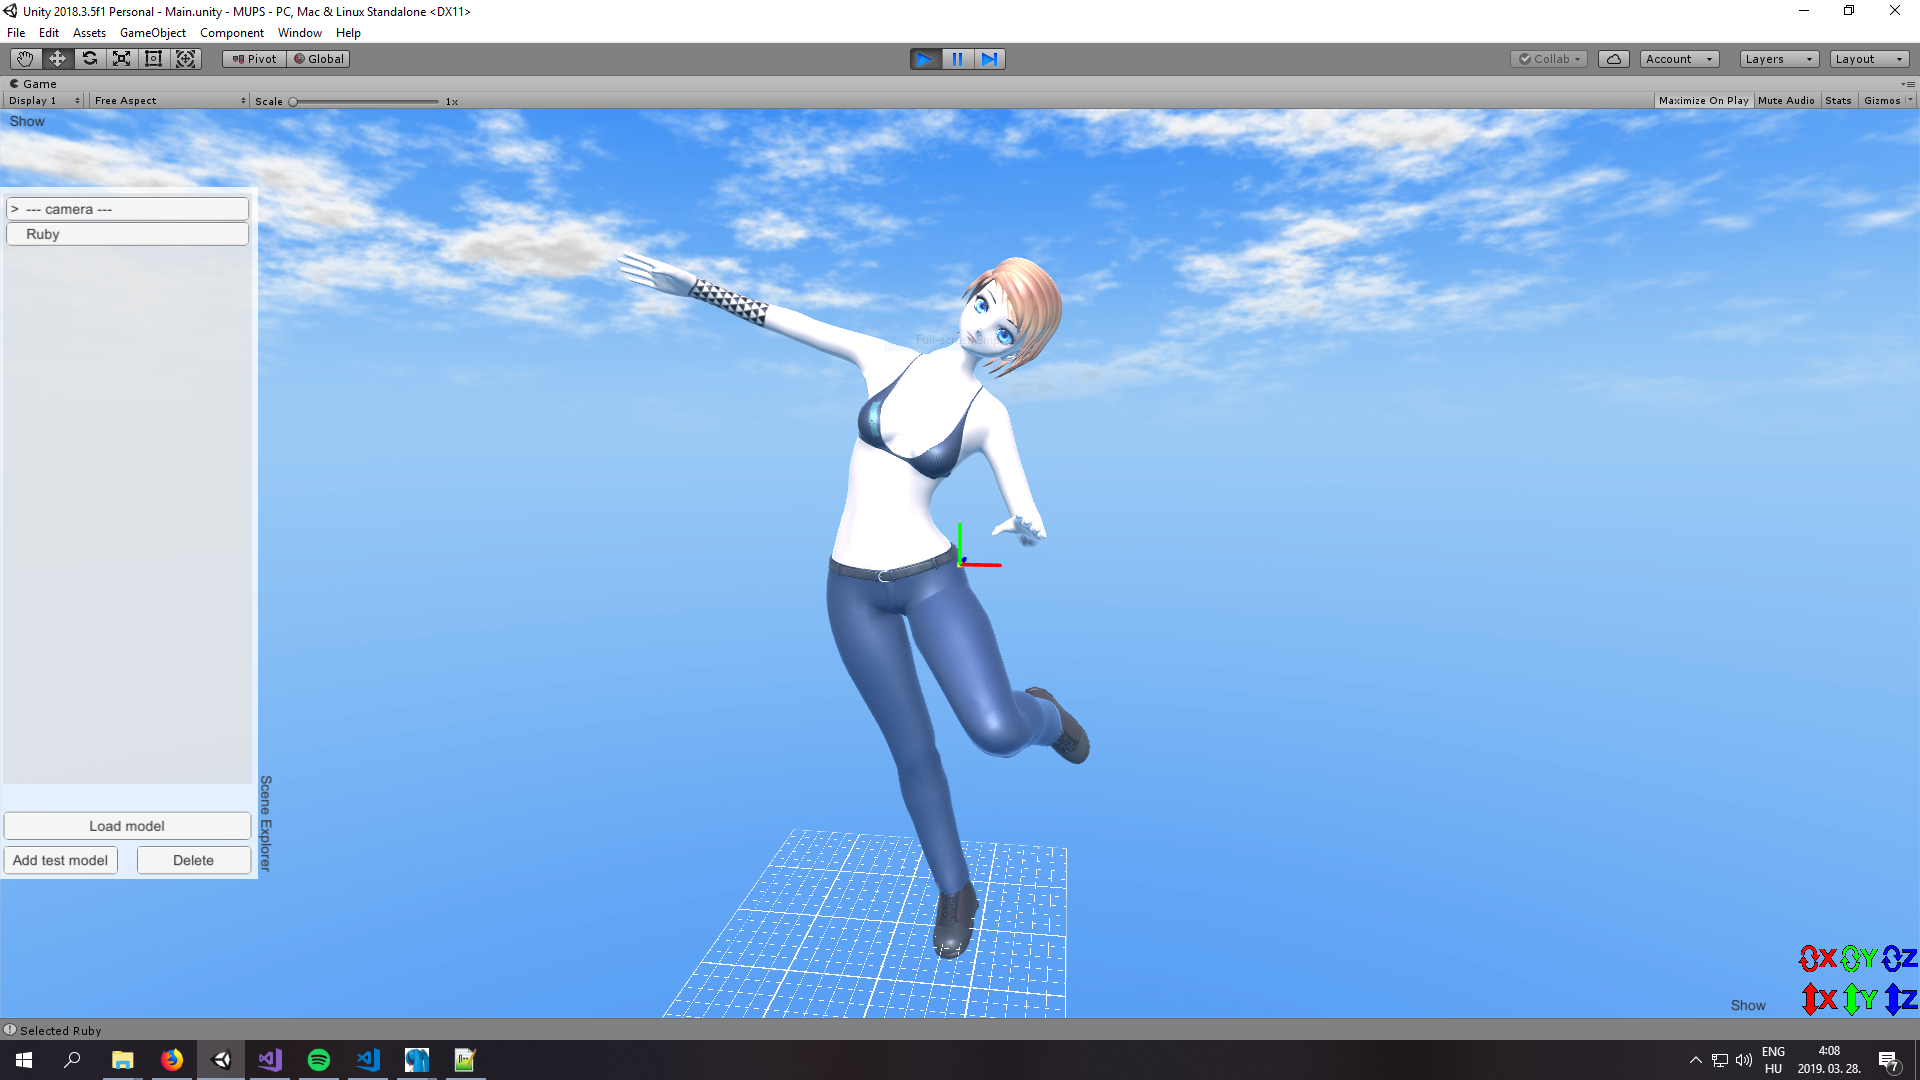 Unity 2018.3.5f1 Personal - Main.unity - MUPS - PC, Mac & Linux Standalone <DX11>
File Edit Assets GameObject Component Window Help
Pivot Global Collab Account Layers Layout
Game
Display 1 Free Aspect Scale 1x Maximize On Play Mute Audio Stats Gizmos
Show
> --- camera ---
Ruby
Load model
Add test model Delete
Scene Explorer
X Y Z
X Y Z
Show
Selected Ruby
ENG
HU
4:08
2019. 03. 28.
7